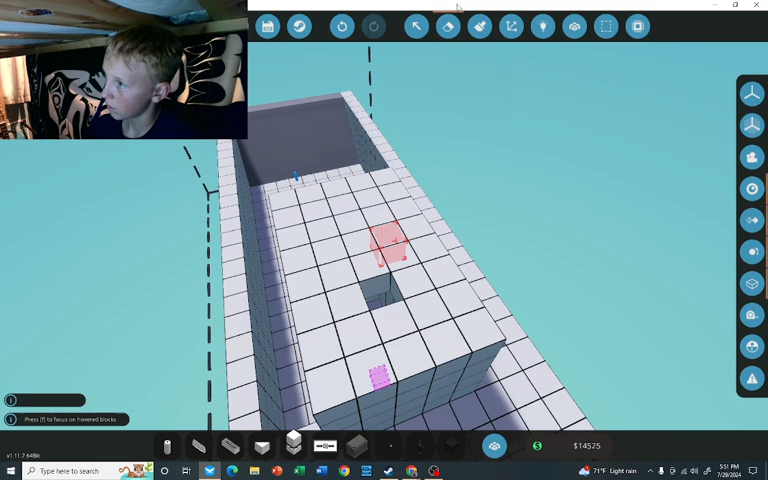 Press [f] to focus on hovered blocks
$14525
v1.11.7 64Bit
Type here to search
71°F Light rain
5:51 PM
7/29/2024